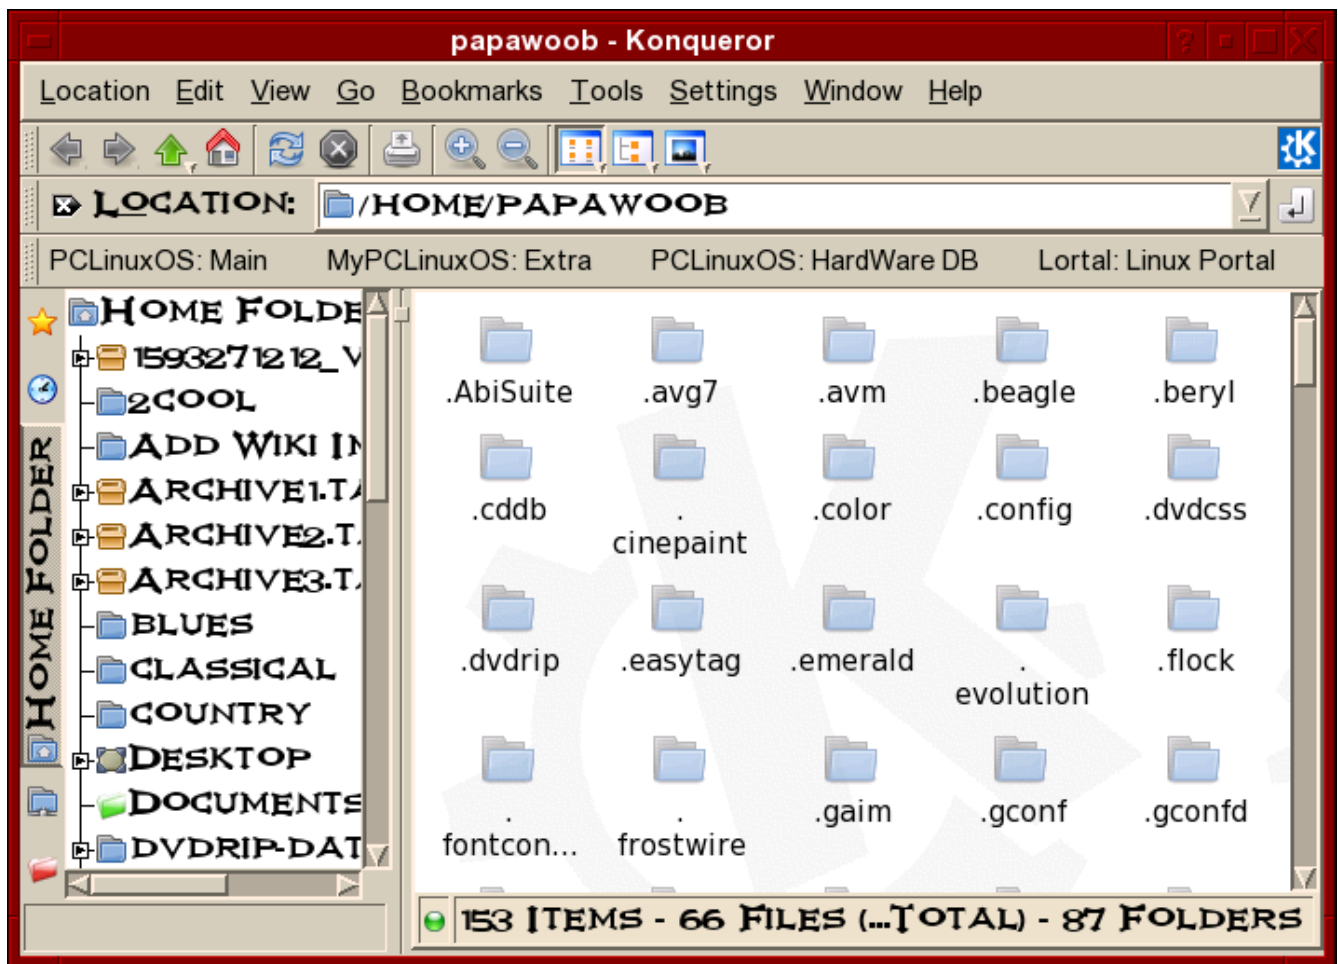 papawoob - Konqueror
Location Edit View Go Bookmarks Tools Settings Window Help
LOCATION: /HOME/PAPAWOOB
PCLinuxOS: Main MyPCLinuxOS: Extra PCLinuxOS: HardWare DB Lortal: Linux Portal
HOME FOLDER
HOME FOLDE
1593271212_V
2COOL
ADD WIKI IN
ARCHIVE1.TA
ARCHIVE2.T
ARCHIVE3.T
BLUES
CLASSICAL
COUNTRY
DESKTOP
DOCUMENTS
DVDRIP-DAT
.AbiSuite .avg7 .avm .beagle .beryl
.cddb .cinepaint .color .config .dvdcss
.dvdrip .easytag .emerald .evolution .flock
.fontcon... .frostwire .gaim .gconf .gconfd
153 ITEMS - 66 FILES (...TOTAL) - 87 FOLDERS